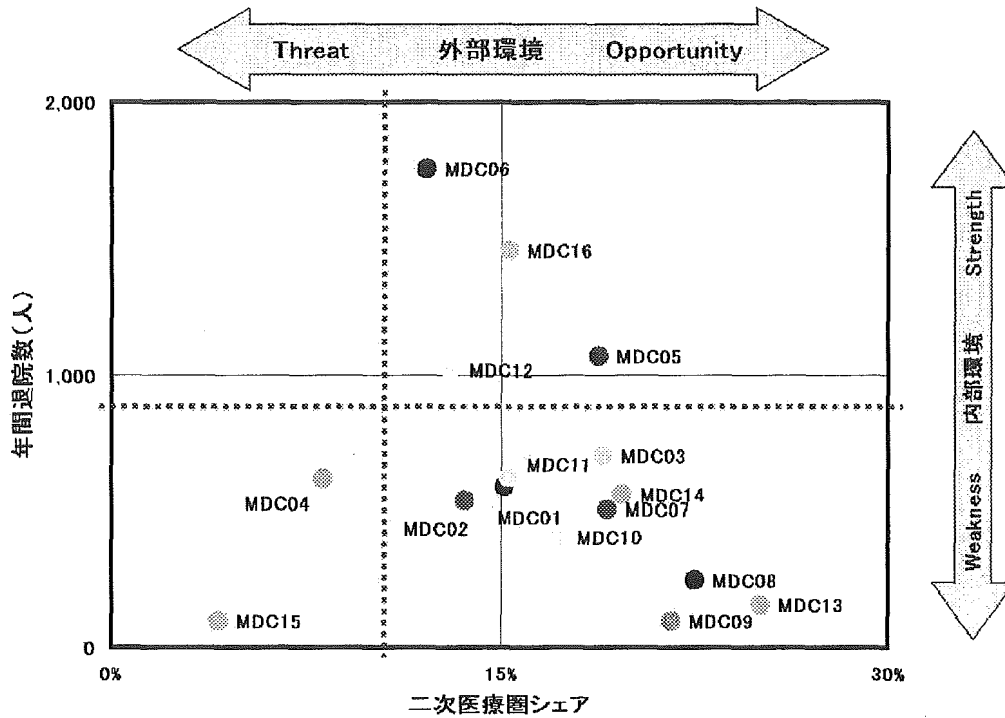 Threat 外部環境 Opportunity
2,000
MDC06
MDC16
MDC05
MDC12
1,000
MDC11
MDC03
MDC04
MDC14
MDC02
MDC01
MDC07
MDC10
MDC08
MDC15
MDC09
MDC13
0
0%
15%
30%
二次医療圏シェア
年間退院数(人)
Strength
内部環境
Weakness